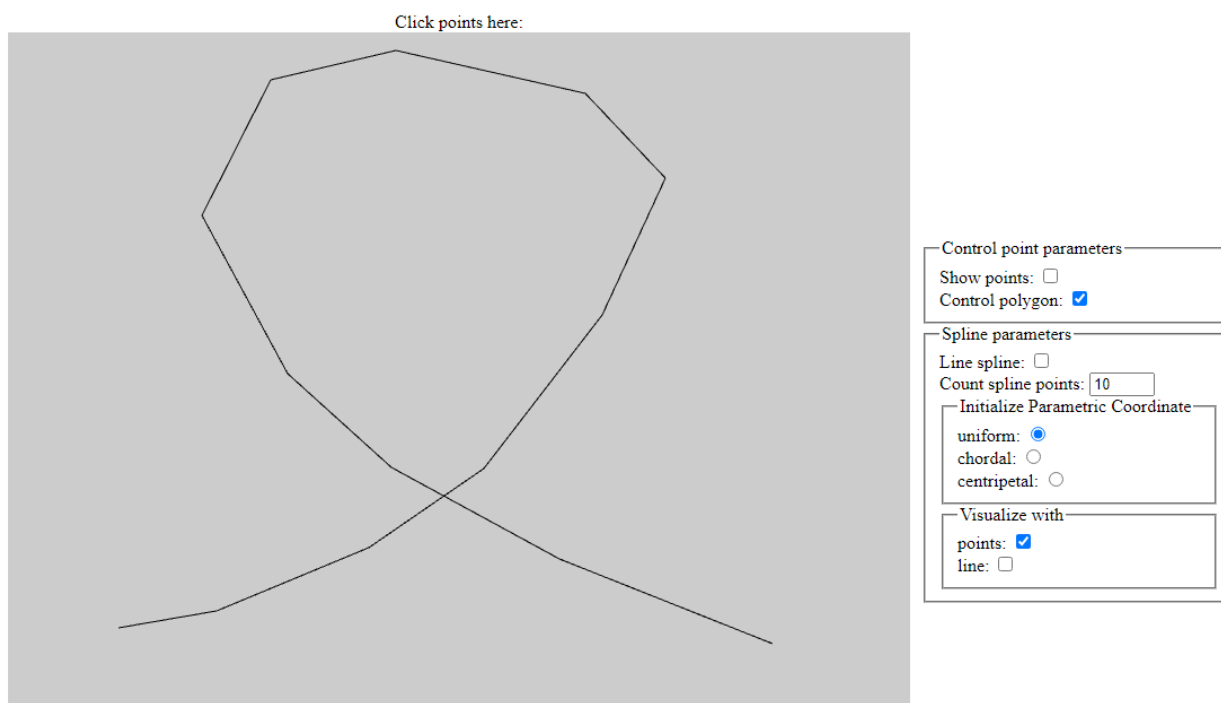 Click points here:
Control point parameters
Show points:
Control polygon:
Spline parameters
Line spline:
Count spline points: 10
Initialize Parametric Coordinate
uniform:
chordal:
centripetal:
Visualize with
points:
line: